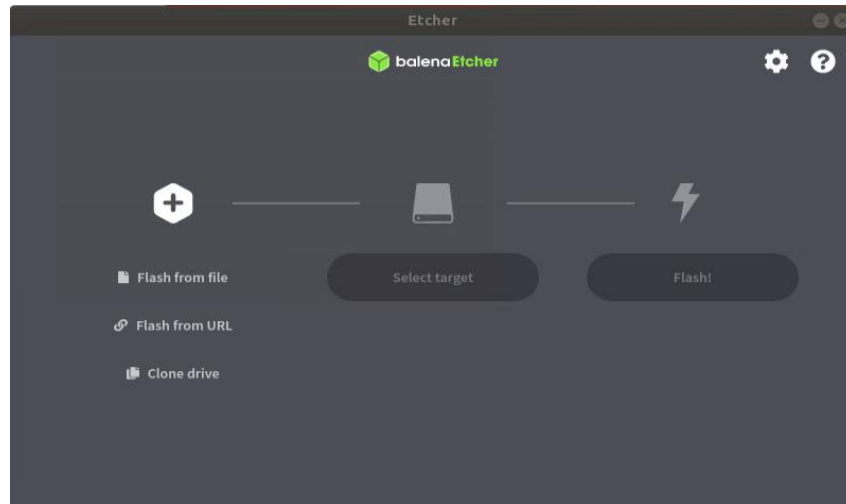 Etcher
balenaEtcher
Flash from file
Select target
Flash!
Flash from URL
Clone drive